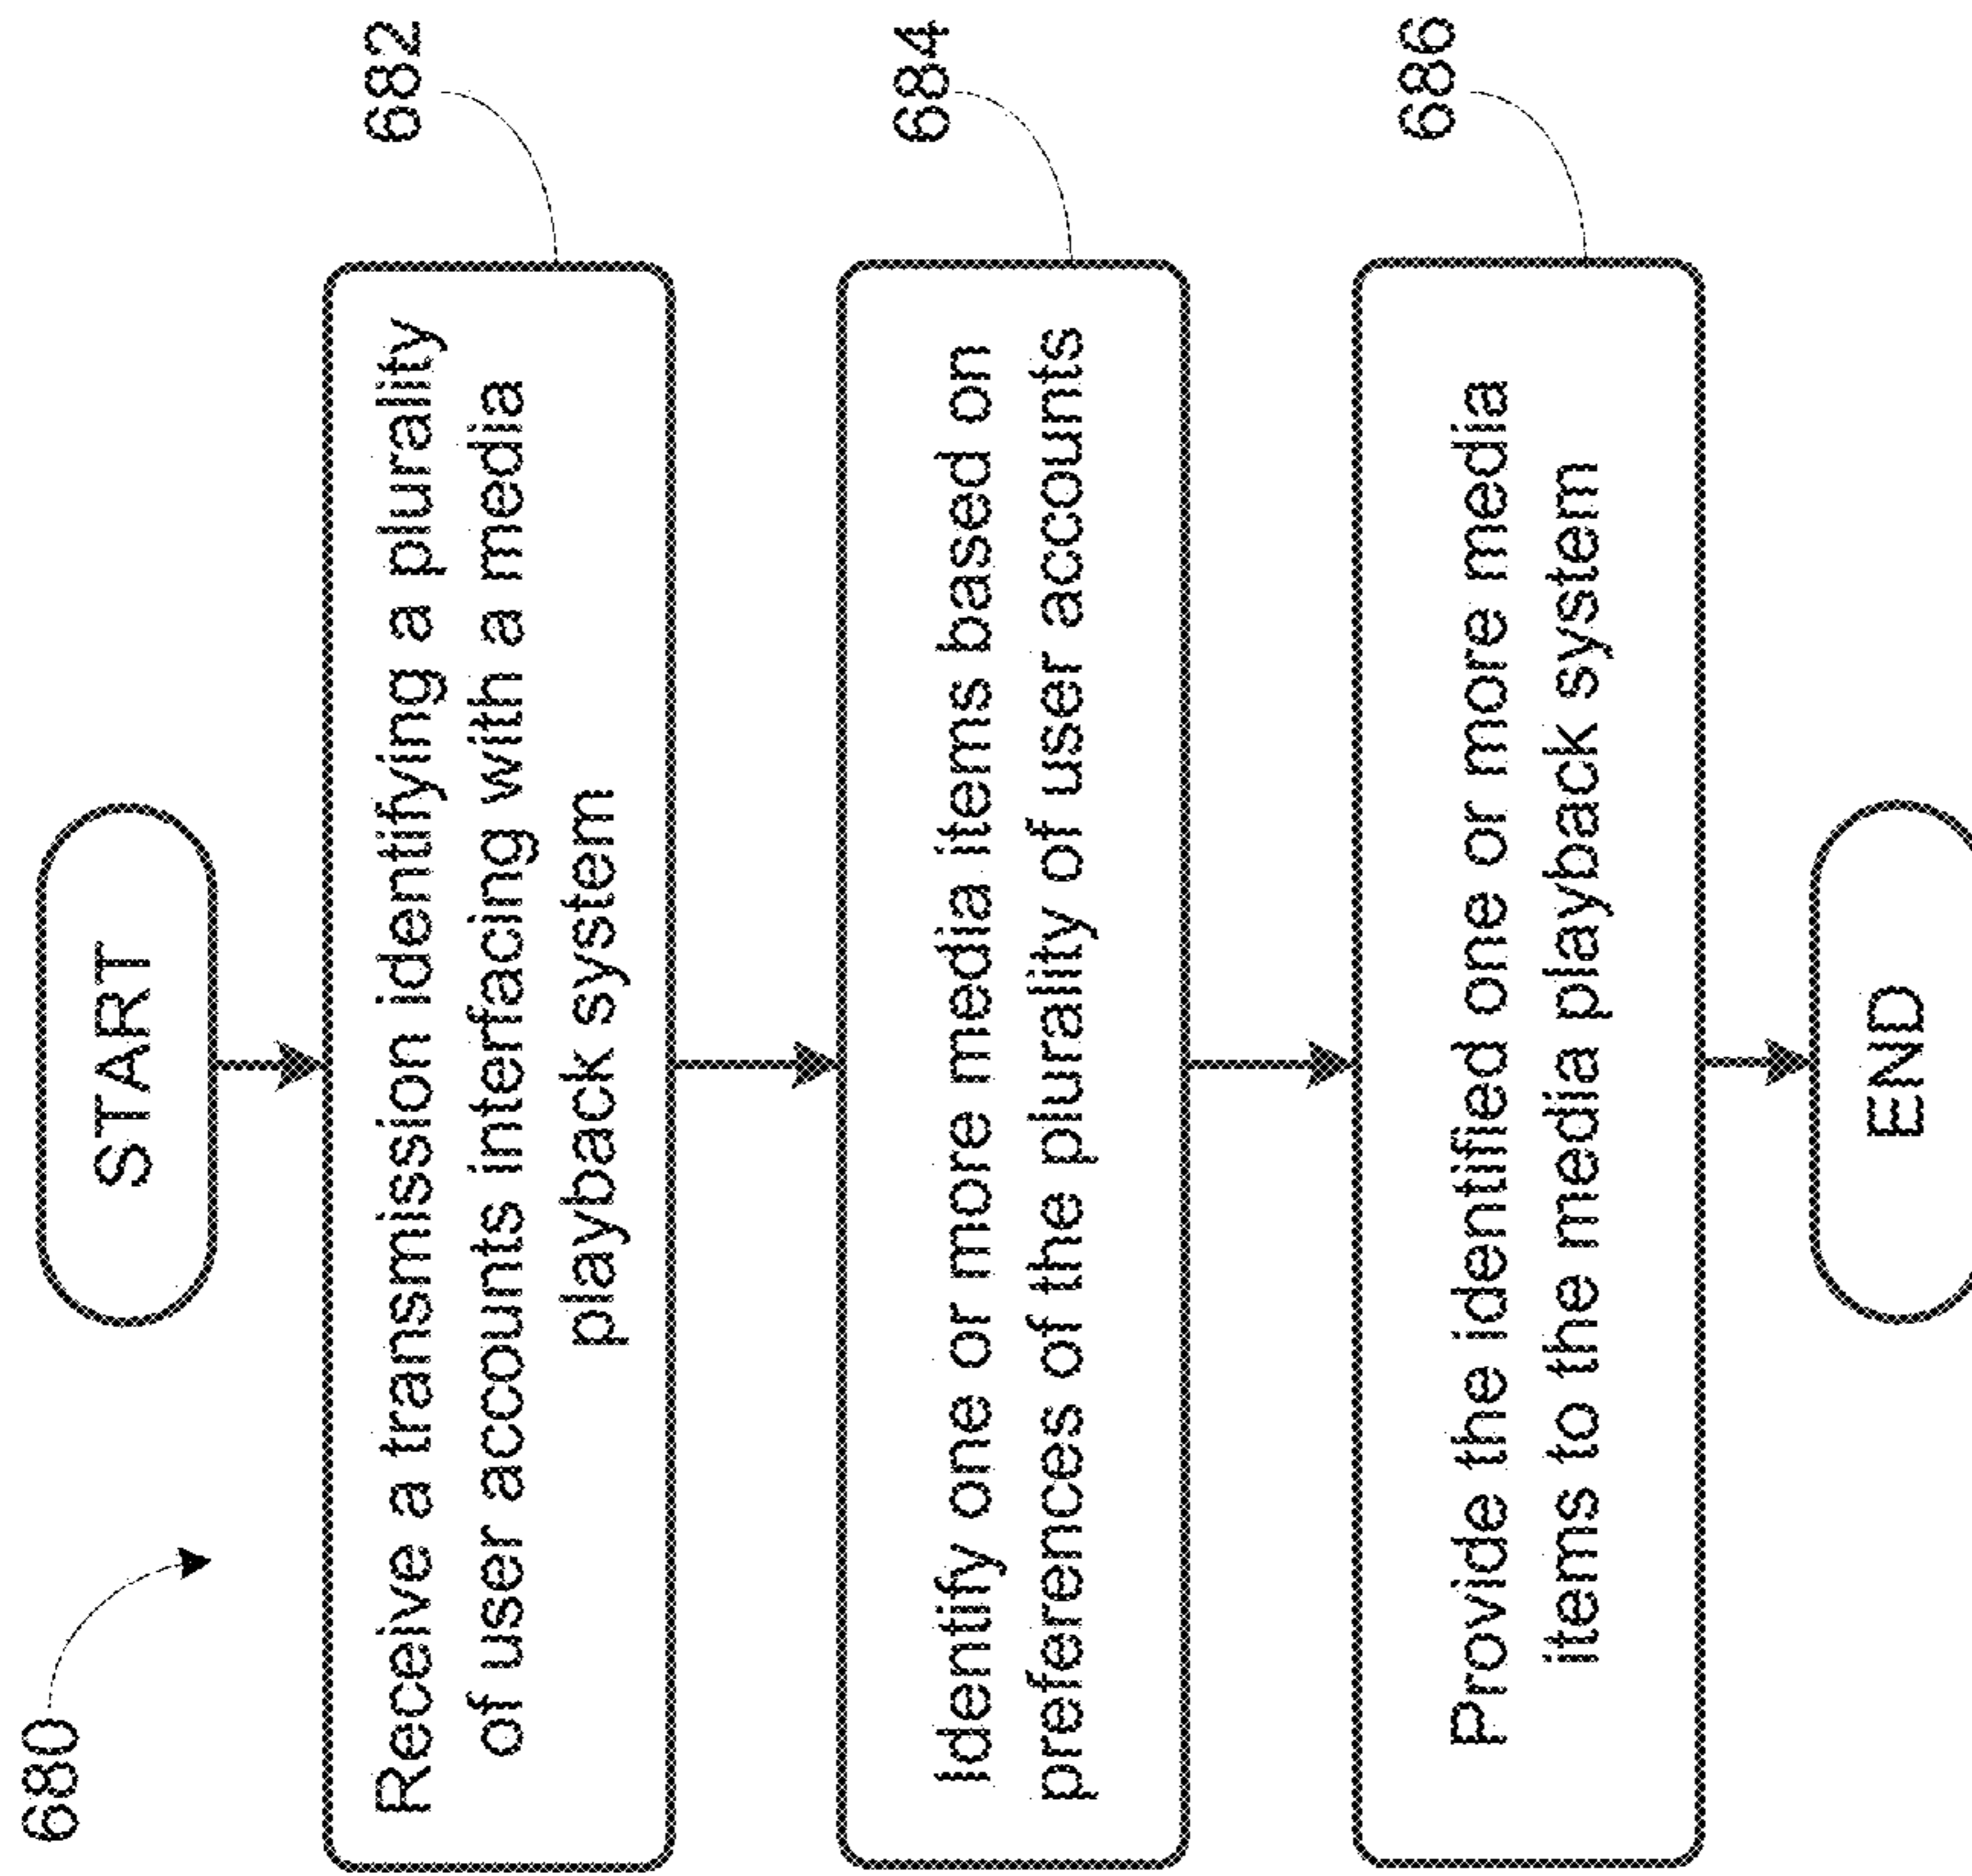 680
START
682
Receive a transmission identifying a plurality
of user accounts interfacing with a media
playback system
684
Identify one or more media items based on
preferences of the plurality of user accounts
686
Provide the identified one or more media
items to the media playback system
END